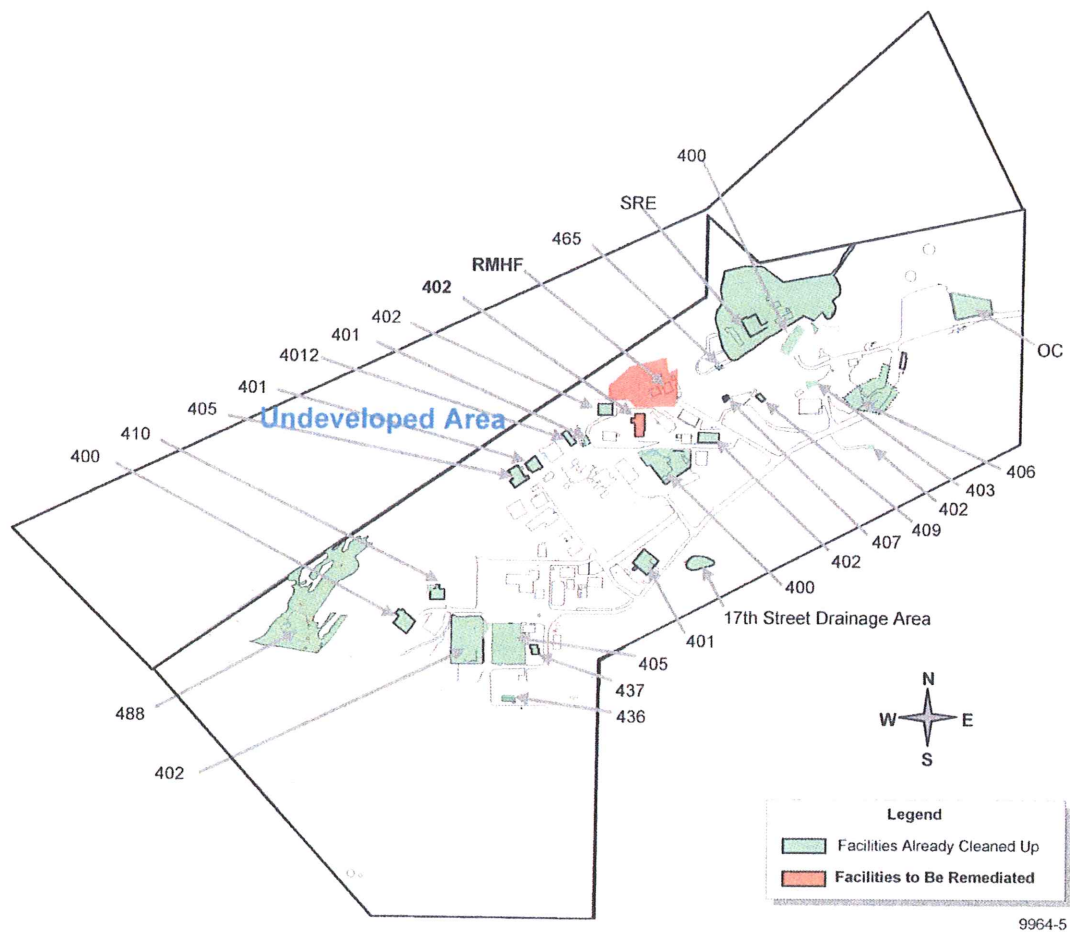 400
SRE
465
RMHF
402
402
401
4012
401
405
Undeveloped Area
410
400
OC
406
403
402
409
407
402
400
17th Street Drainage Area
401
405
437
436
488
402
N
W
E
S
Legend
Facilities Already Cleaned Up
Facilities to Be Remediated
9964-5